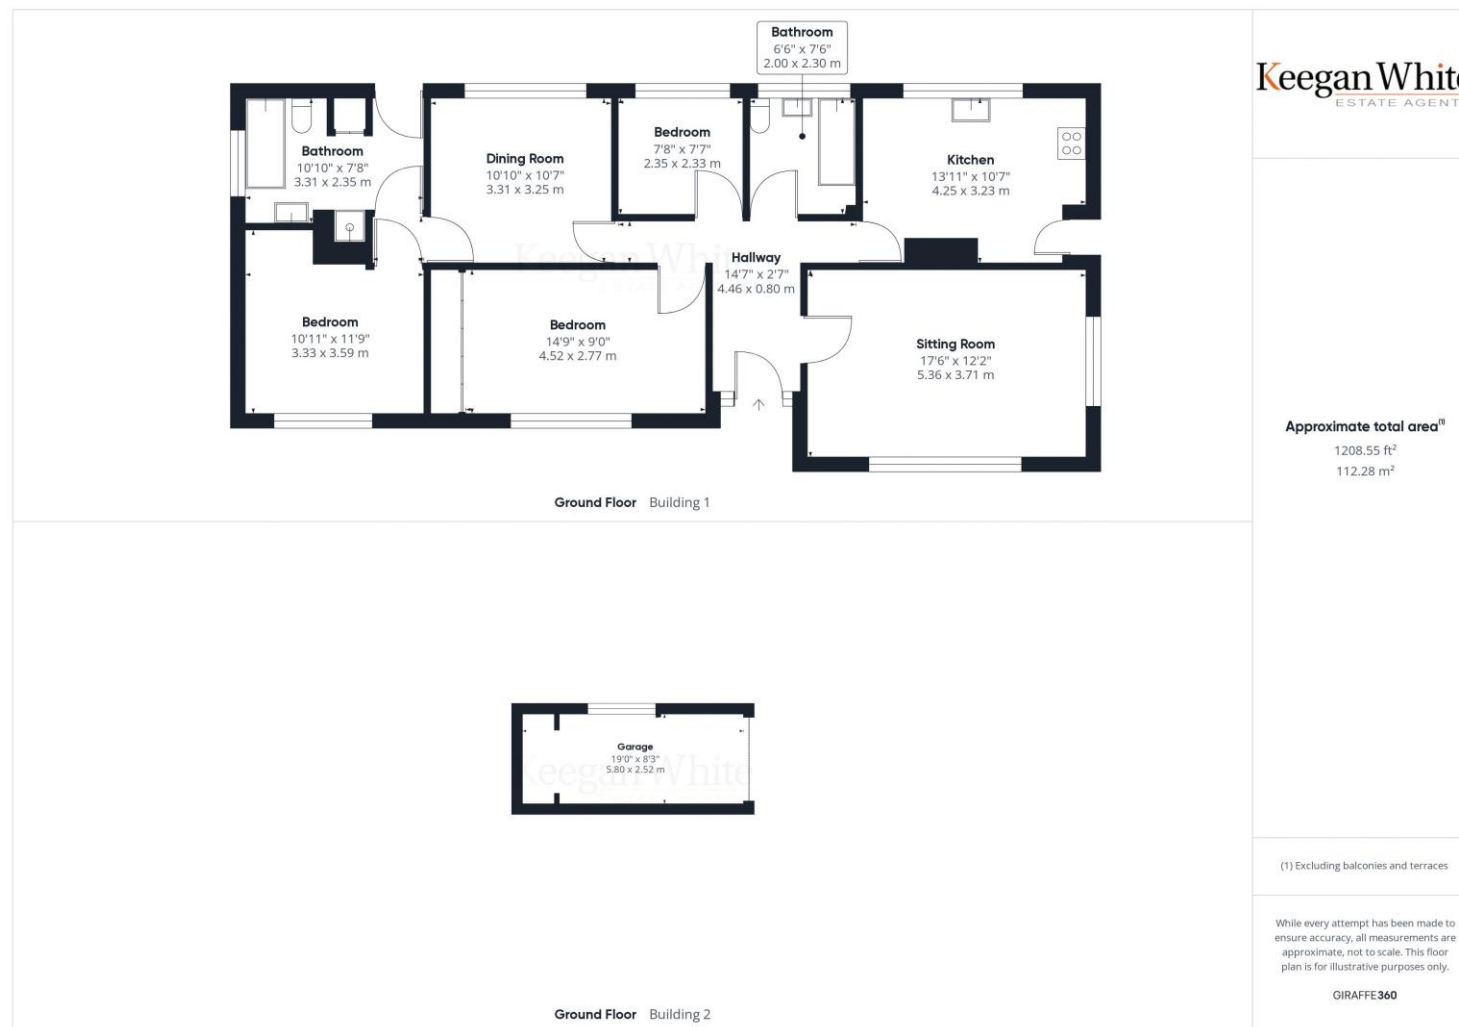 Bathroom
6'6" x 7'6"
2.00 x 2.30 m
Bathroom
10'10" x 7'8"
3.31 x 2.35 m
Dining Room
10'10" x 10'7"
3.31 x 3.25 m
Bedroom
7'8" x 7'7"
2.35 x 2.33 m
Kitchen
13'11" x 10'7"
4.25 x 3.23 m
Keegan White
Hallway
14'7" x 2'7"
4.46 x 0.80 m
Bedroom
10'11" x 11'9"
3.33 x 3.59 m
Bedroom
14'9" x 9'0"
4.52 x 2.77 m
Sitting Room
17'6" x 12'2"
5.36 x 3.71 m
Ground Floor Building 1
Garage
19'0" x 8'3"
5.80 x 2.52 m
Keegan White
Ground Floor Building 2
Keegan White
ESTATE AGENT
Approximate total area(1)
1208.55 ft²
112.28 m²
(1) Excluding balconies and terraces
While every attempt has been made to
ensure accuracy, all measurements are
approximate, not to scale. This floor
plan is for illustrative purposes only.
GIRAFFE360